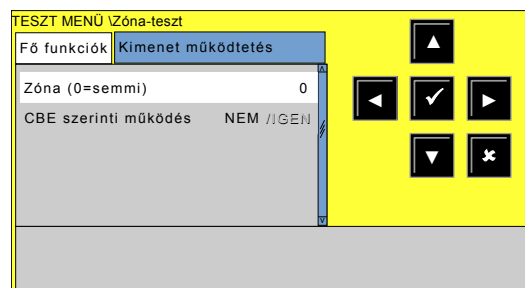 TESZT MENÜ \Zóna-teszt
Fő funkciók Kimenet működtetés
Zóna (0=semmi) 0
CBE szerinti működés NEM /IGEN